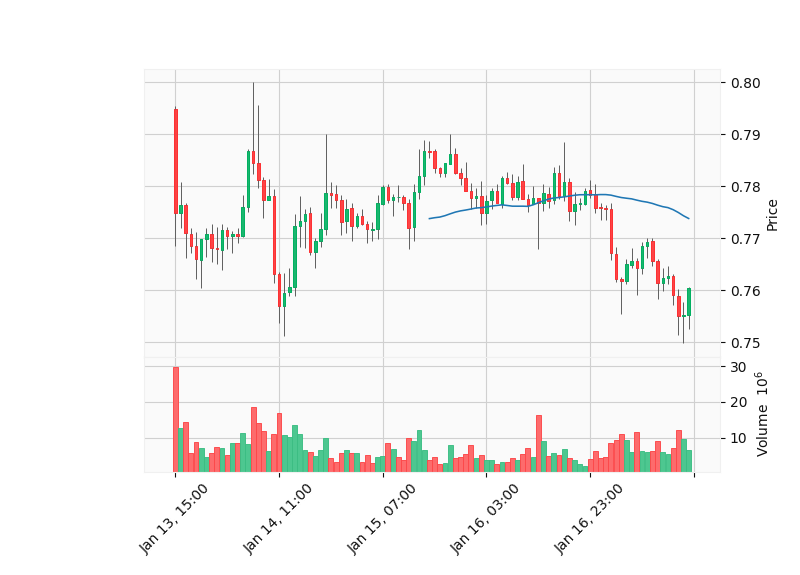 0.80
0.79
0.78
0.77
0.76
0.75
Price
30
20
10
Volume 10^6
Jan 13, 15:00
Jan 14, 11:00
Jan 15, 07:00
Jan 16, 03:00
Jan 16, 23:00